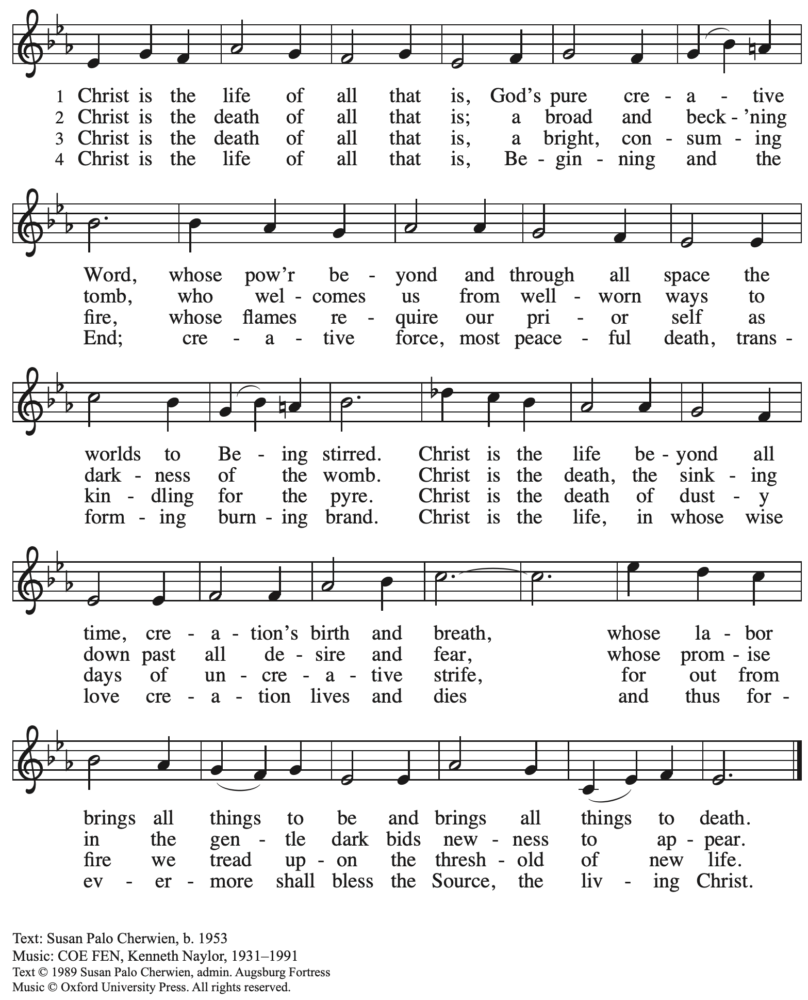 1 Christ is the life of all that is, God's pure cre - a - tive
2 Christ is the death of all that is; a broad and beck - 'ning
3 Christ is the death of all that is, a bright, con - sum - ing
4 Christ is the life of all that is, Be - gin - ning and the
Word, whose pow'r be - yond and through all space the
tomb, who wel - comes us from well - worn ways to
fire, whose flames re - quire our pri - or self as
End; cre - a - tive force, most peace - ful death, trans -
worlds to Be - ing stirred. Christ is the life be - yond all
dark - ness of the womb. Christ is the death, the sink - ing
kin - dling for the pyre. Christ is the death of dust - y
form - ing burn - ing brand. Christ is the life, in whose wise
time, cre - a - tion's birth and breath, whose la - bor
down past all de - sire and fear, whose prom - ise
days of un - cre - a - tive strife, for out from
love cre - a - tion lives and dies and thus for -
brings all things to be and brings all things to death.
in the gen - tle dark bids new - ness to ap - pear.
fire we tread up - on the thresh - old of new life.
ev - er - more shall bless the Source, the liv - ing Christ.
Text: Susan Palo Cherwien, b. 1953
Music: COE FEN, Kenneth Naylor, 1931–1991
Text © 1989 Susan Palo Cherwien, admin. Augsburg Fortress
Music © Oxford University Press. All rights reserved.